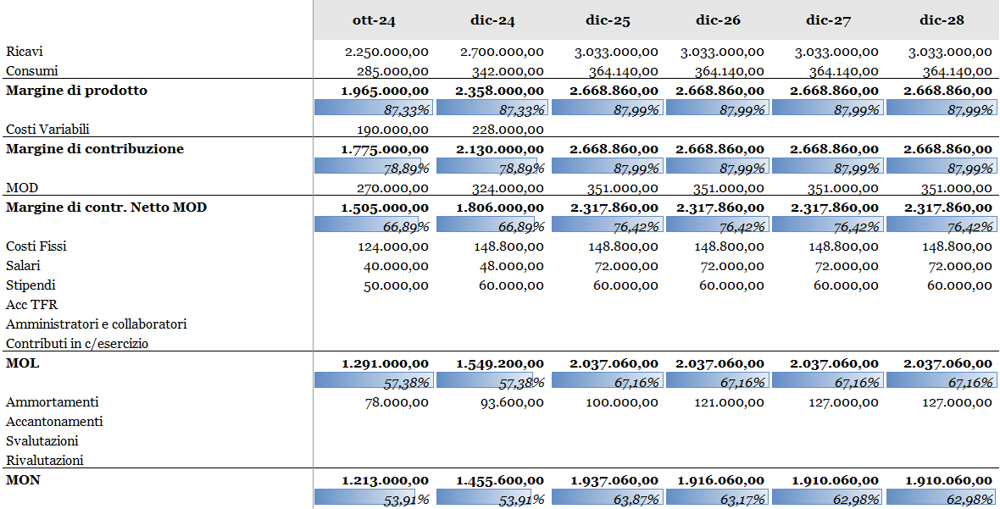 ott-24 dic-24 dic-25 dic-26 dic-27 dic-28
Ricavi 2.250.000,00 2.700.000,00 3.033.000,00 3.033.000,00 3.033.000,00 3.033.000,00
Consumi 285.000,00 342.000,00 364.140,00 364.140,00 364.140,00 364.140,00
Margine di prodotto 1.965.000,00 2.358.000,00 2.668.860,00 2.668.860,00 2.668.860,00 2.668.860,00
87,33% 87,33% 87,99% 87,99% 87,99% 87,99%
Costi Variabili 190.000,00 228.000,00
Margine di contribuzione 1.775.000,00 2.130.000,00 2.668.860,00 2.668.860,00 2.668.860,00 2.668.860,00
78,89% 78,89% 87,99% 87,99% 87,99% 87,99%
MOD 270.000,00 324.000,00 351.000,00 351.000,00 351.000,00 351.000,00
Margine di contr. Netto MOD 1.505.000,00 1.806.000,00 2.317.860,00 2.317.860,00 2.317.860,00 2.317.860,00
66,89% 66,89% 76,42% 76,42% 76,42% 76,42%
Costi Fissi 124.000,00 148.800,00 148.800,00 148.800,00 148.800,00 148.800,00
Salari 40.000,00 48.000,00 72.000,00 72.000,00 72.000,00 72.000,00
Stipendi 50.000,00 60.000,00 60.000,00 60.000,00 60.000,00 60.000,00
Acc TFR
Amministratori e collaboratori
Contributi in c/esercizio
MOL 1.291.000,00 1.549.200,00 2.037.060,00 2.037.060,00 2.037.060,00 2.037.060,00
57,38% 57,38% 67,16% 67,16% 67,16% 67,16%
Ammortamenti 78.000,00 93.600,00 100.000,00 121.000,00 127.000,00 127.000,00
Accantonamenti
Svalutazioni
Rivalutazioni
MON 1.213.000,00 1.455.600,00 1.937.060,00 1.916.060,00 1.910.060,00 1.910.060,00
53,91% 53,91% 63,87% 63,17% 62,98% 62,98%